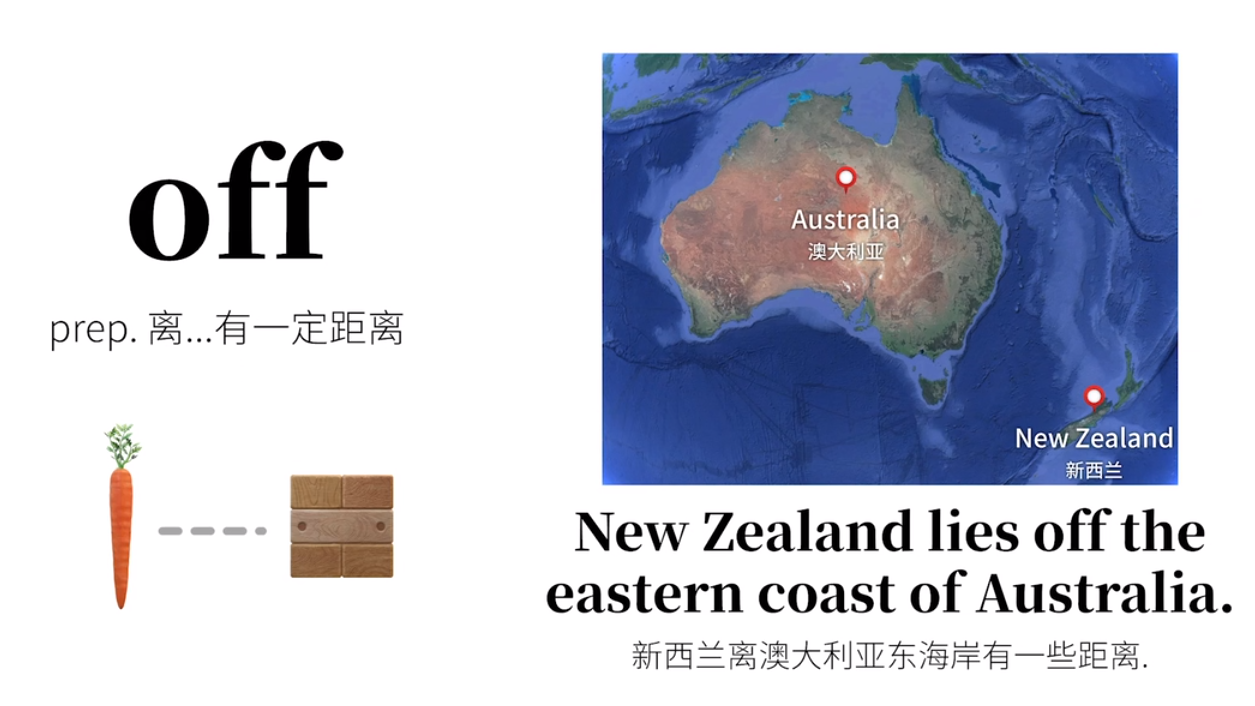 off
prep. 离...有一定距离
Australia
澳大利亚
New Zealand
新西兰
New Zealand lies off the
eastern coast of Australia.
新西兰离澳大利亚东海岸有一些距离.